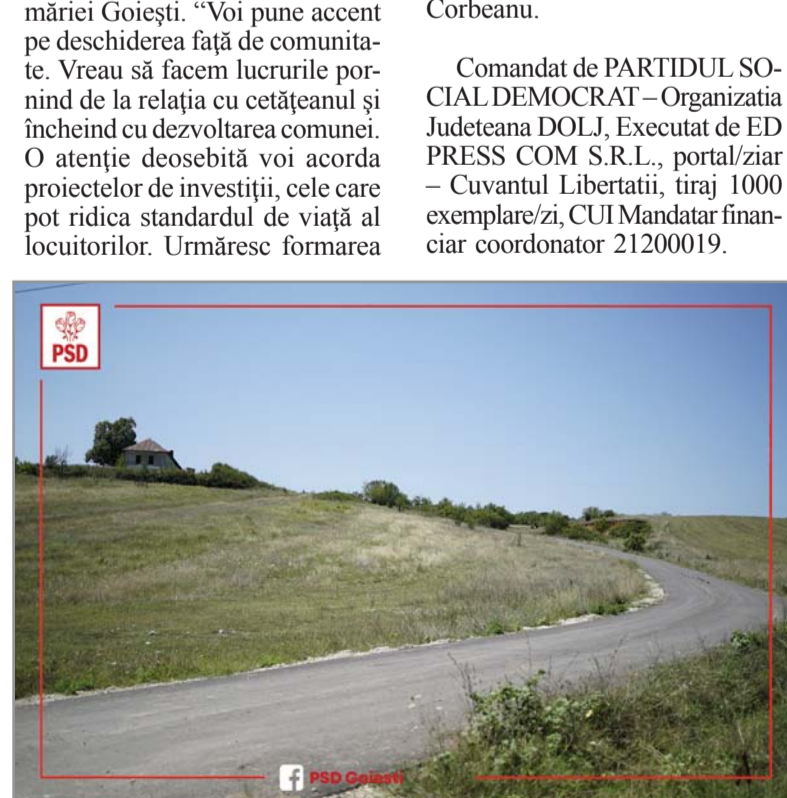 măriei Goieşti. “Voi pune accent
pe deschiderea faţă de comunita-
te. Vreau să facem lucrurile por-
nind de la relaţia cu cetăţeanul şi
încheind cu dezvoltarea comunei.
O atenţie deosebită voi acorda
proiectelor de investiţii, cele care
pot ridica standardul de viaţă al
locuitorilor. Urmăresc formarea
Corbeanu.
Comandat de PARTIDUL SO-
CIAL DEMOCRAT – Organizatia
Judeteana DOLJ, Executat de ED
PRESS COM S.R.L., portal/ziar
– Cuvantul Libertatii, tiraj 1000
exemplare/zi, CUI Mandatar finan-
ciar coordonator 21200019.
PSD
PSD Goiesti